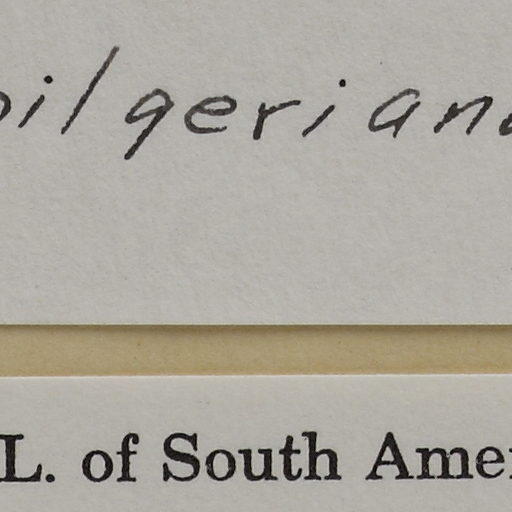 pilgeriana
L. of South Amer